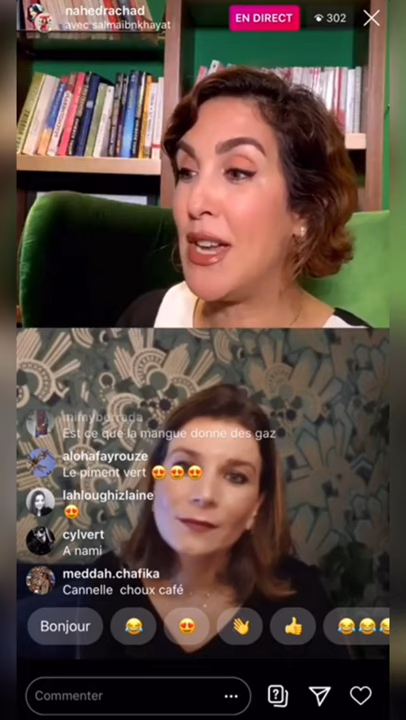 nahedrachad
avec salmaibnkhayat
EN DIRECT
302
Est ce que la mangue donne des gaz
alohafayrouze
Le piment vert 😍😍😍
lahloughizlaine
😍
cylvert
A nami
meddah.chafika
Cannelle choux café
Bonjour
Commenter